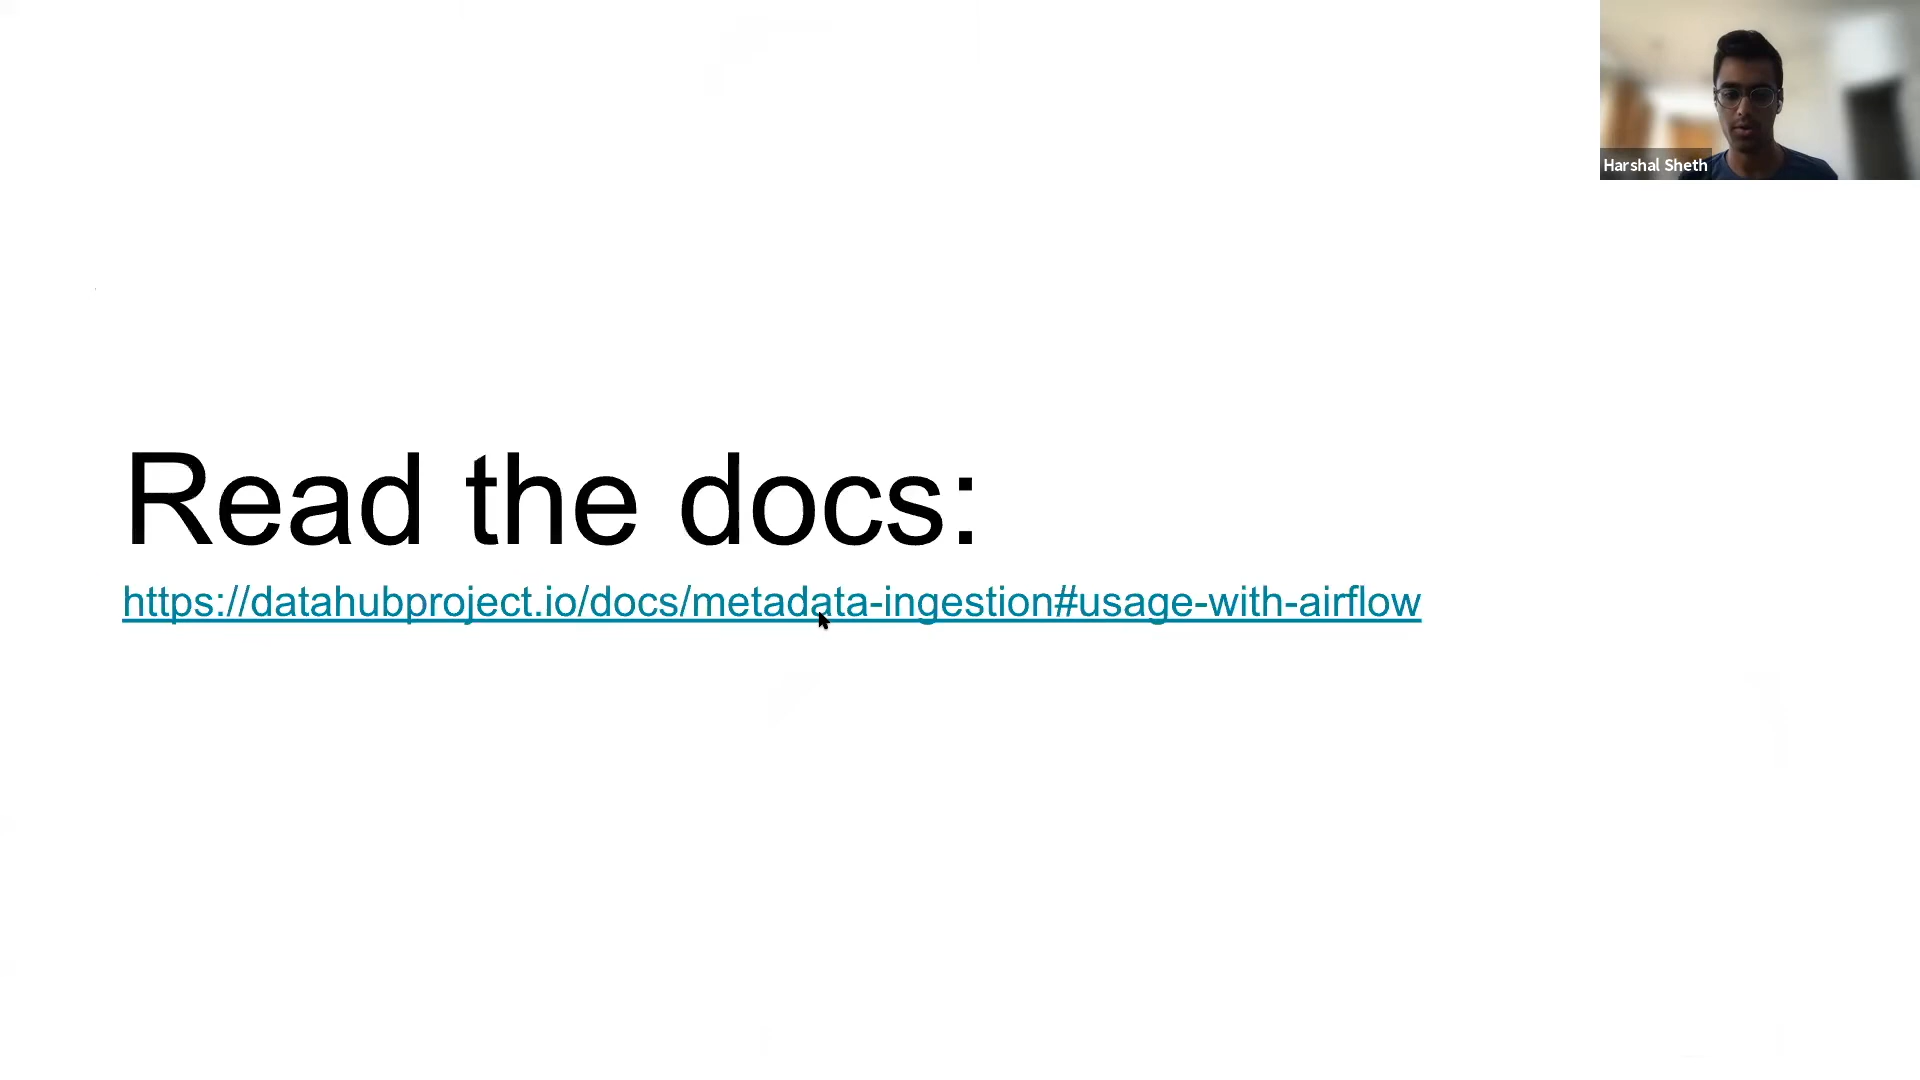 Harshal Sheth
Read the docs:
https://datahubproject.io/docs/metadata-ingestion#usage-with-airflow